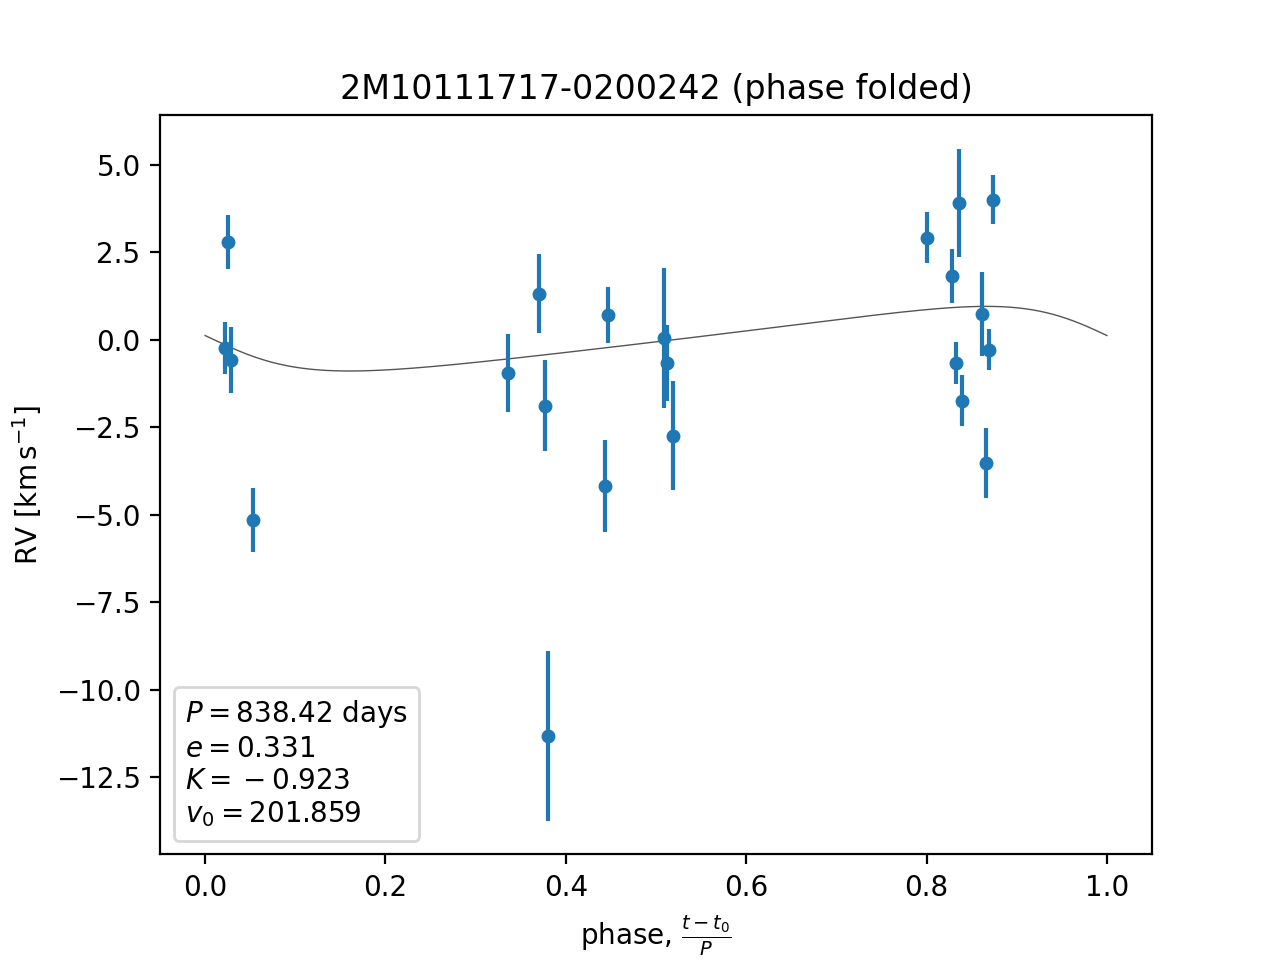 2M10111717-0200242 (phase folded)
RV [km s⁻¹]
5.0
2.5
0.0
−2.5
−5.0
−7.5
−10.0
−12.5
P = 838.42 days
e = 0.331
K = −0.923
v₀ = 201.859
0.0 0.2 0.4 0.6 0.8 1.0
phase, (t − t₀)/P